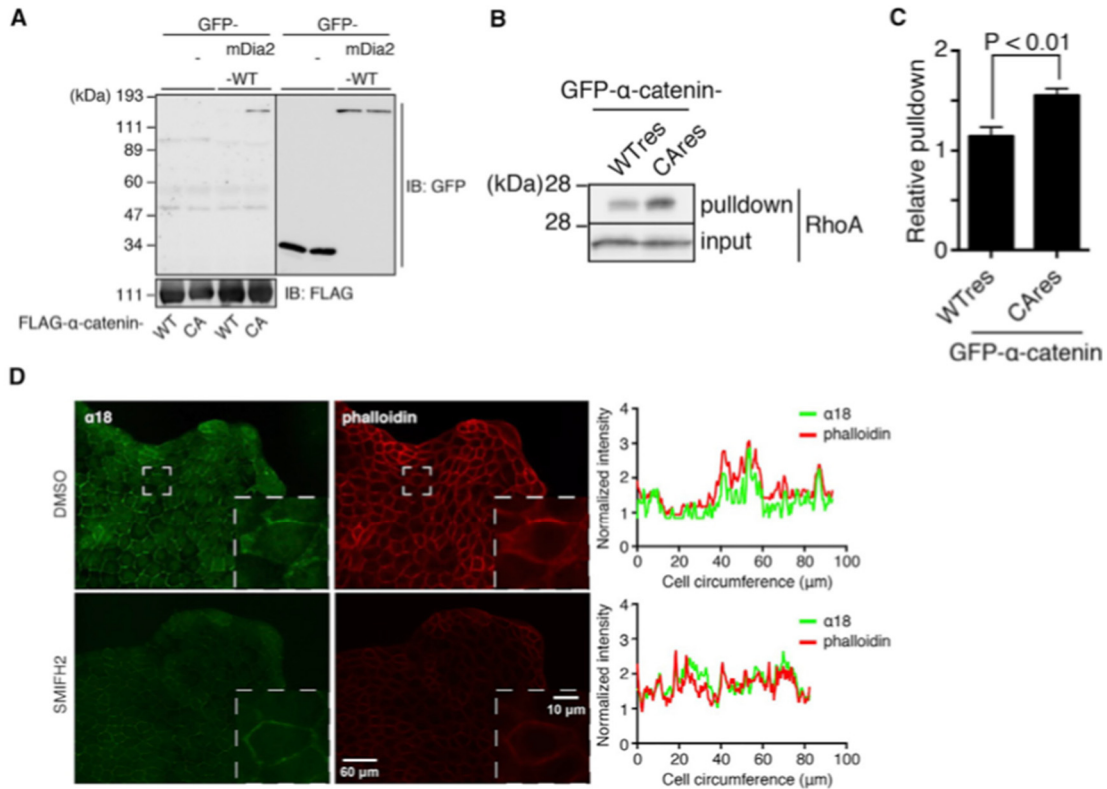 A
GFP- GFP-
mDia2 mDia2
- -
-WT -WT
(kDa) 193
111
89
60
47
34
IB: GFP
111
IB: FLAG
FLAG-α-catenin- WT CA WT CA
B
GFP-α-catenin-
WTres CAres
(kDa) 28
pulldown
28
input
RhoA
C
P < 0.01
2
1
0
Relative pulldown
WTres CAres
GFP-α-catenin
D
α18 phalloidin
DMSO
Normalized intensity
4
3
2
1
0
α18
phalloidin
0 20 40 60 80 100
Cell circumference (μm)
SMIFH2
60 μm
10 μm
Normalized intensity
4
3
2
1
0
α18
phalloidin
0 20 40 60 80 100
Cell circumference (μm)